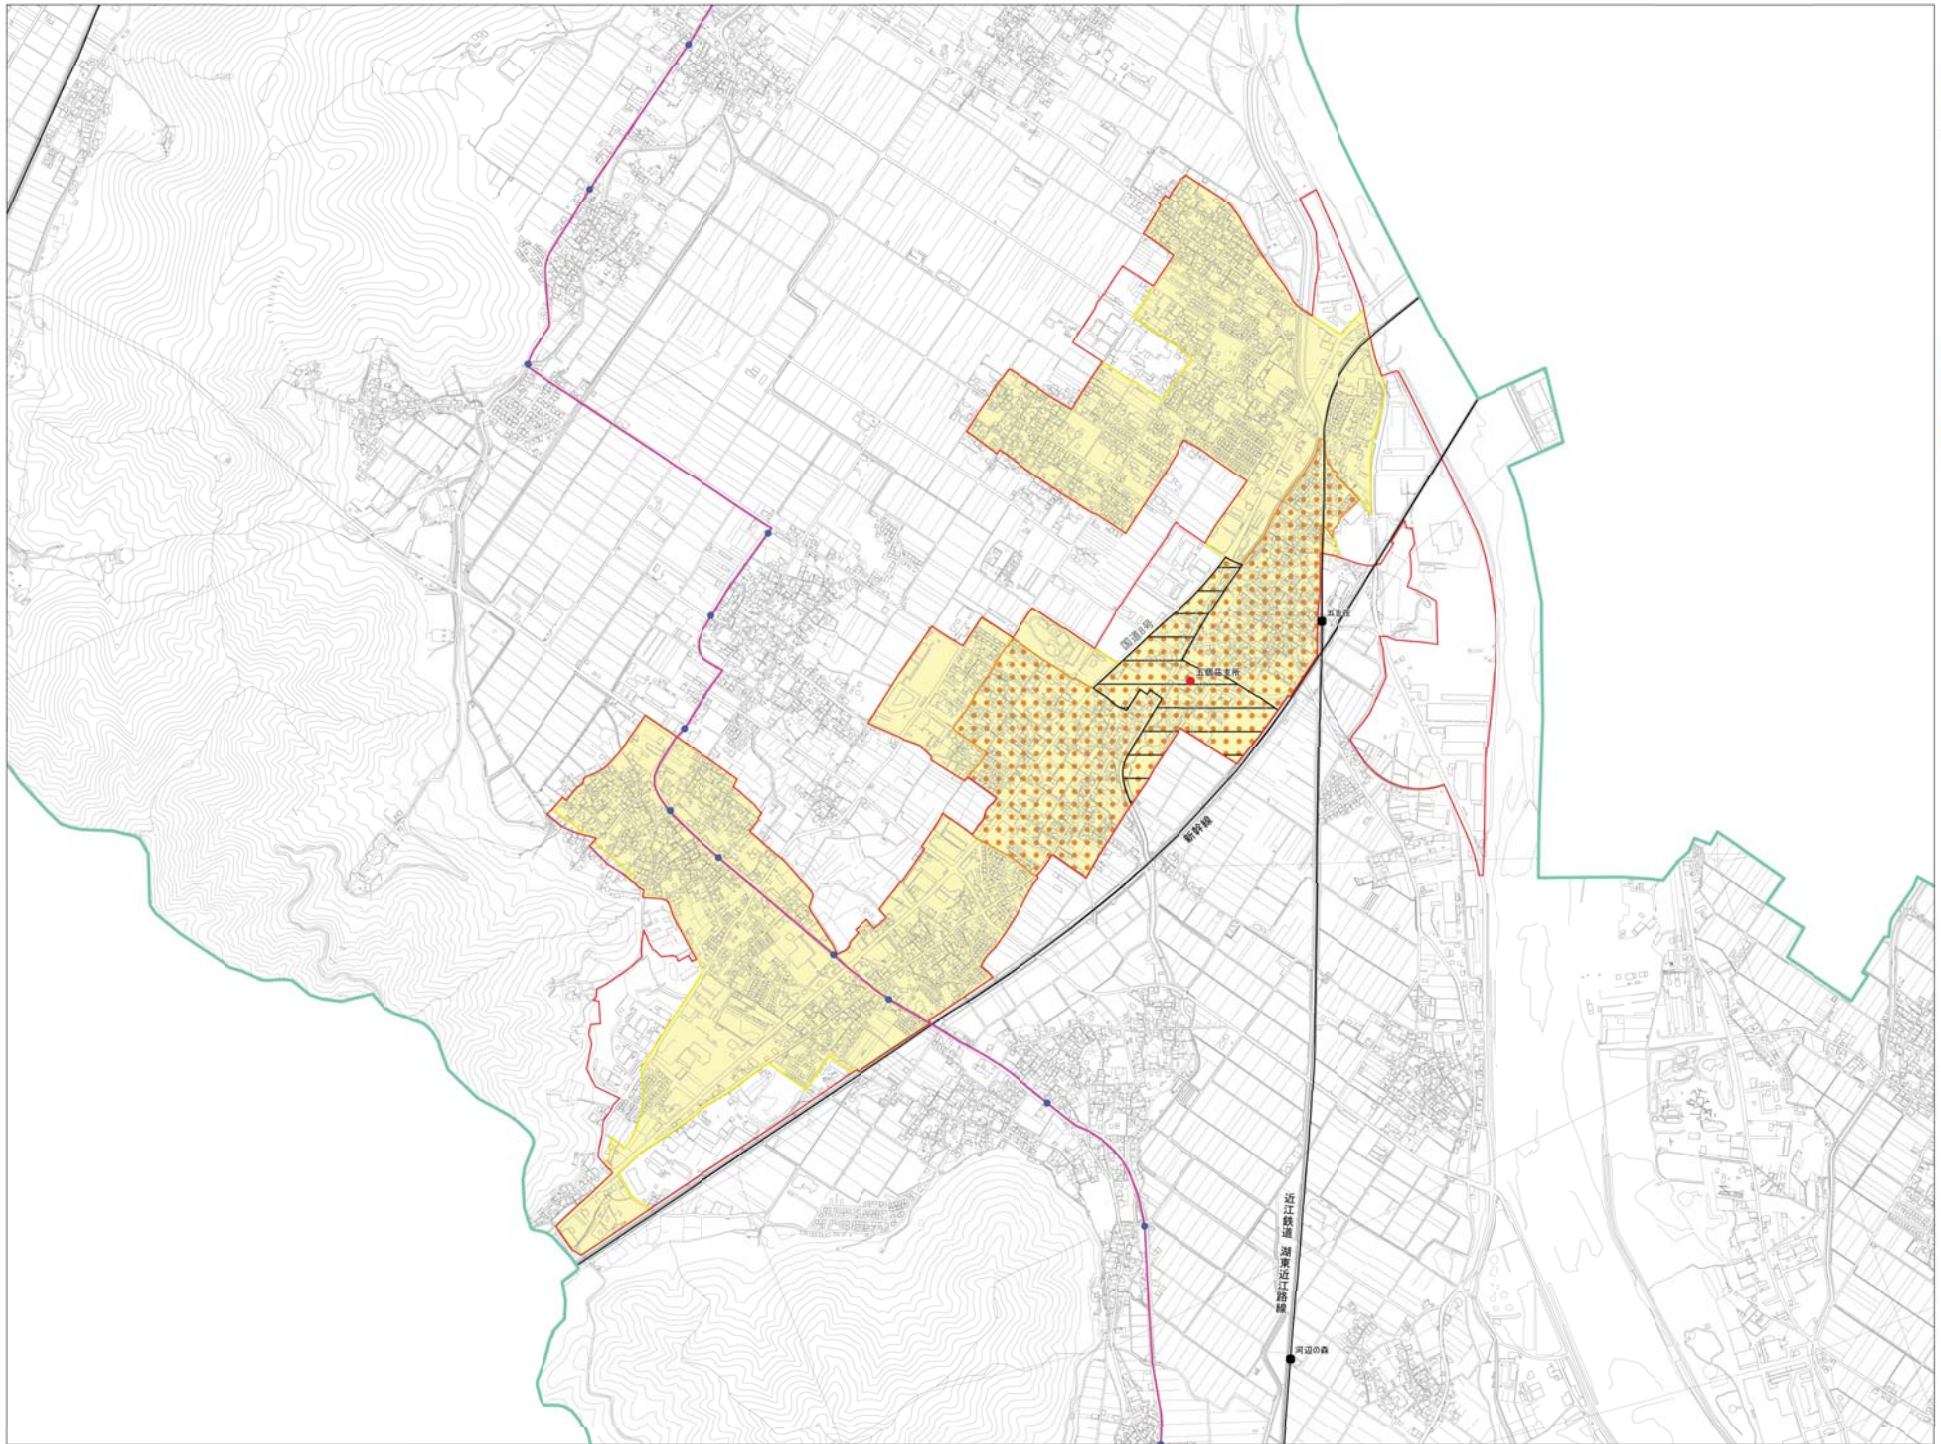 五箇荘
国道8号
五個荘支所
新幹線
近江鉄道 湖東近江路線
河辺の森